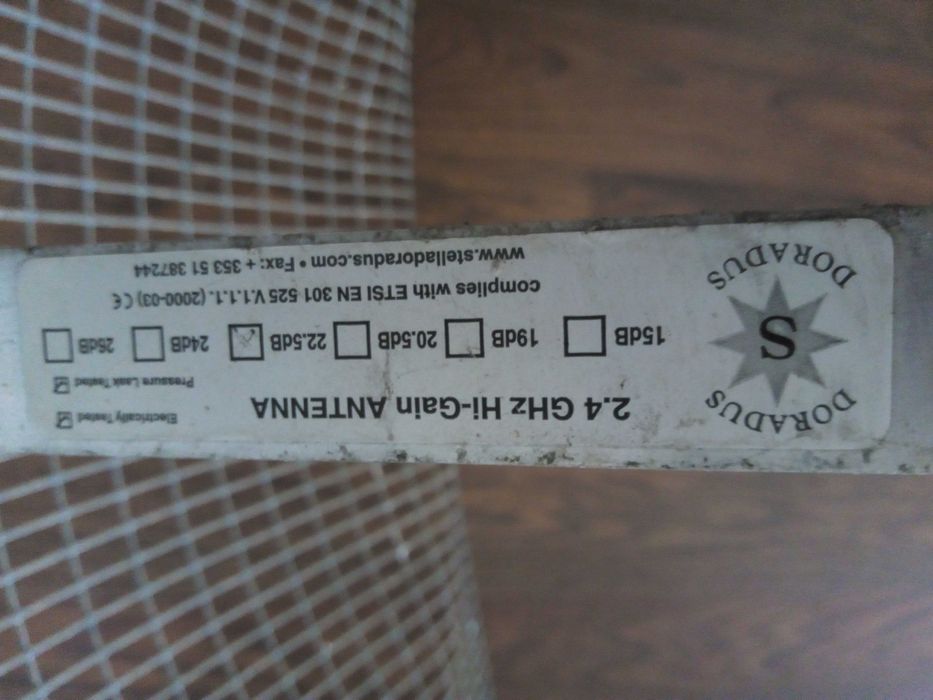 DORADUS
S
DORADUS
2.4 GHz Hi-Gain ANTENNA
Electrically Tested
Pressure Leak Tested
15dB 19dB 20.5dB 22.5dB 24dB 26dB
complies with ETSI EN 301 525 V.1.1.1. (2000-03) CE
www.stelladoradus.com • Fax: + 353 51 387244